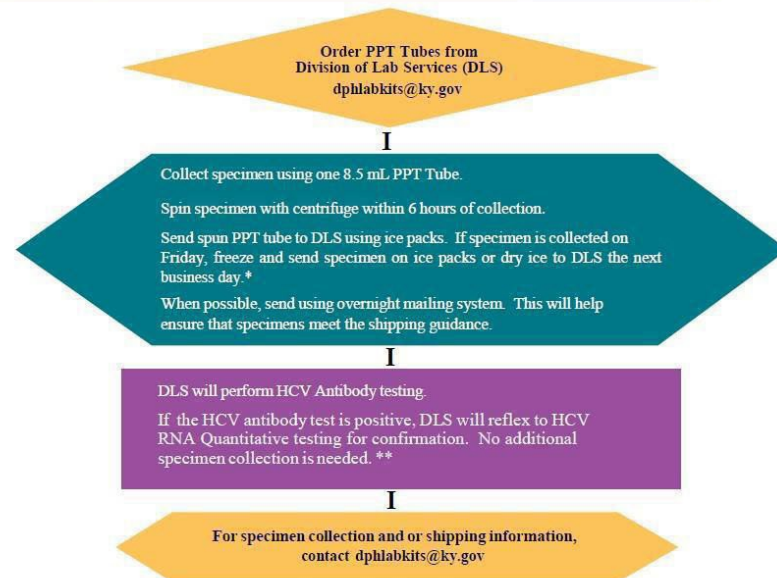 Order PPT Tubes from
Division of Lab Services (DLS)
dphlabkits@ky.gov
I
Collect specimen using one 8.5 mL PPT Tube.
Spin specimen with centrifuge within 6 hours of collection.
Send spun PPT tube to DLS using ice packs. If specimen is collected on
Friday, freeze and send specimen on ice packs or dry ice to DLS the next
business day.*
When possible, send using overnight mailing system. This will help
ensure that specimens meet the shipping guidance.
I
DLS will perform HCV Antibody testing.
If the HCV antibody test is positive, DLS will reflex to HCV
RNA Quantitative testing for confirmation. No additional
specimen collection is needed. **
I
For specimen collection and or shipping information,
contact dphlabkits@ky.gov